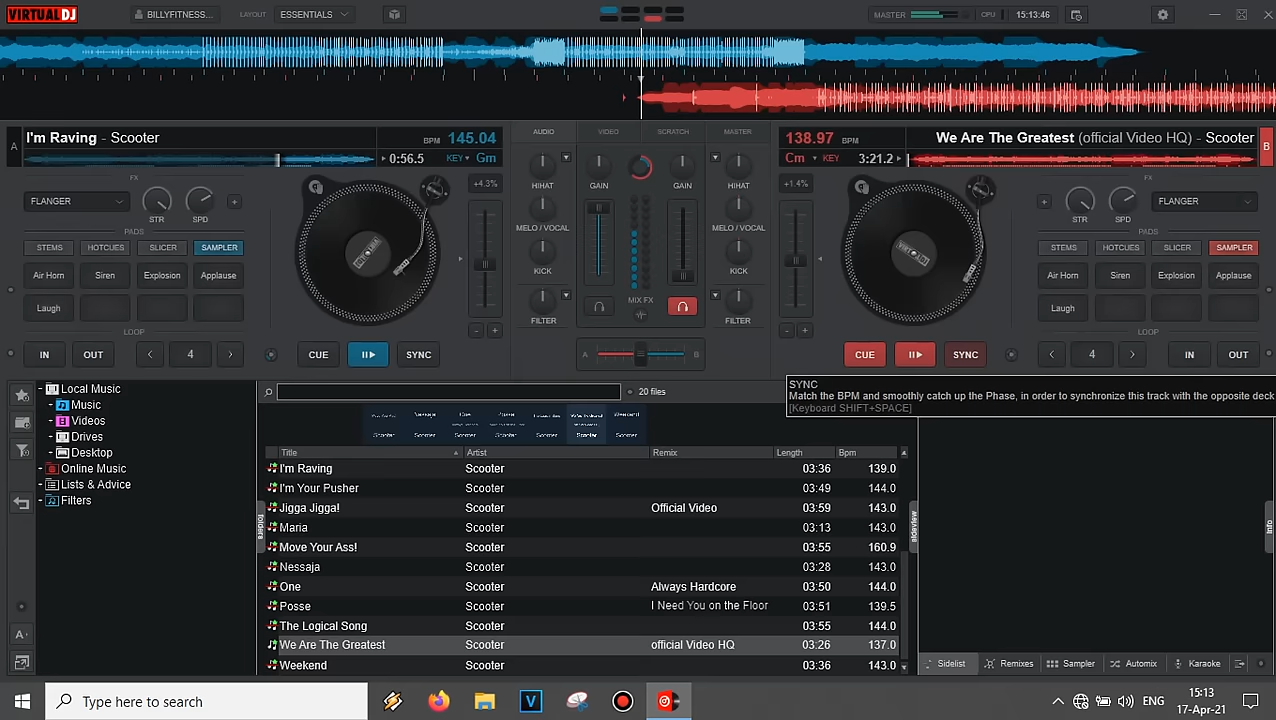 VIRTUAL DJ
BILLYFITNESS...
LAYOUT
ESSENTIALS
MASTER
CPU
15:13:46
A
I'm Raving - Scooter
BPM 145.04
0:56.5
KEY Gm
AUDIO
VIDEO
SCRATCH
MASTER
138.97 BPM
We Are The Greatest (official Video HQ) - Scooter
B
Cm KEY
3:21.2
FX
+4.3%
GAIN
GAIN
+1.4%
FX
FLANGER
STR
SPD
+
HIHAT
HIHAT
+
STR
SPD
FLANGER
PADS
MELO / VOCAL
MELO / VOCAL
PADS
STEMS
HOTCUES
SLICER
SAMPLER
STEMS
HOTCUES
SLICER
SAMPLER
Air Horn
Siren
Explosion
Applause
KICK
KICK
Air Horn
Siren
Explosion
Applause
Laugh
MIX FX
Laugh
FILTER
FILTER
LOOP
- +
- +
LOOP
IN
OUT
<
4
>
CUE
SYNC
A
B
CUE
SYNC
<
4
>
IN
OUT
SYNC
Match the BPM and smoothly catch up the Phase, in order to synchronize this track with the opposite deck
[Keyboard SHIFT+SPACE]
Local Music
Music
Videos
Drives
Desktop
Online Music
Lists & Advice
Filters
20 files
Scooter Scooter Scooter Scooter Scooter Scooter Scooter
Title Artist Remix Length Bpm
I'm Raving Scooter 03:36 139.0
I'm Your Pusher Scooter 03:49 144.0
Jigga Jigga! Scooter Official Video 03:59 143.0
Maria Scooter 03:13 143.0
Move Your Ass! Scooter 03:55 160.9
Nessaja Scooter 03:28 143.0
One Scooter Always Hardcore 03:50 144.0
Posse Scooter I Need You on the Floor 03:51 139.5
The Logical Song Scooter 03:55 144.0
We Are The Greatest Scooter official Video HQ 03:26 137.0
Weekend Scooter 03:36 143.0
folders
sideview
info
A
Sidelist
Remixes
Sampler
Automix
Karaoke
Type here to search
V
ENG
15:13
17-Apr-21